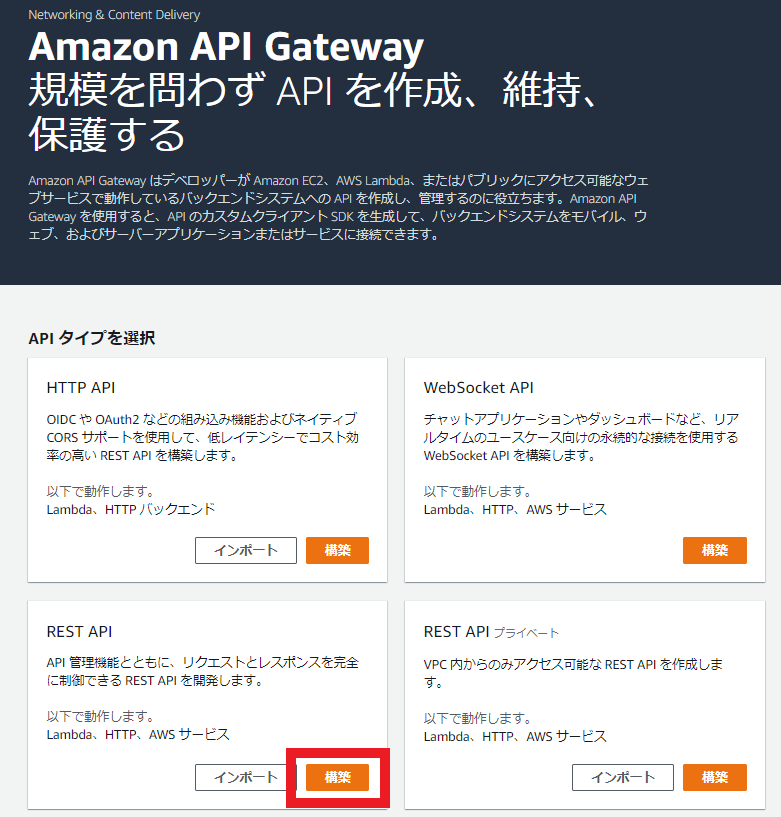 Networking & Content Delivery
Amazon API Gateway
規模を問わず API を作成、維持、
保護する
Amazon API Gateway はデベロッパーが Amazon EC2、AWS Lambda、またはパブリックにアクセス可能なウェ
ブサービスで動作しているバックエンドシステムへの API を作成し、管理するのに役立ちます。Amazon API
Gateway を使用すると、API のカスタムクライアント SDK を生成して、バックエンドシステムをモバイル、ウ
ェブ、およびサーバーアプリケーションまたはサービスに接続できます。
API タイプを選択
HTTP API
OIDC や OAuth2 などの組み込み機能およびネイティブ
CORS サポートを使用して、低レイテンシーでコスト効
率の高い REST API を構築します。
以下で動作します。
Lambda、HTTP バックエンド
インポート
構築
WebSocket API
チャットアプリケーションやダッシュボードなど、リア
ルタイムのユースケース向けの永続的な接続を使用する
WebSocket API を構築します。
以下で動作します。
Lambda、HTTP、AWS サービス
構築
REST API
API 管理機能とともに、リクエストとレスポンスを完全
に制御できる REST API を開発します。
以下で動作します。
Lambda、HTTP、AWS サービス
インポート
構築
REST API プライベート
VPC 内からのみアクセス可能な REST API を作成しま
す。
以下で動作します。
Lambda、HTTP、AWS サービス
インポート
構築